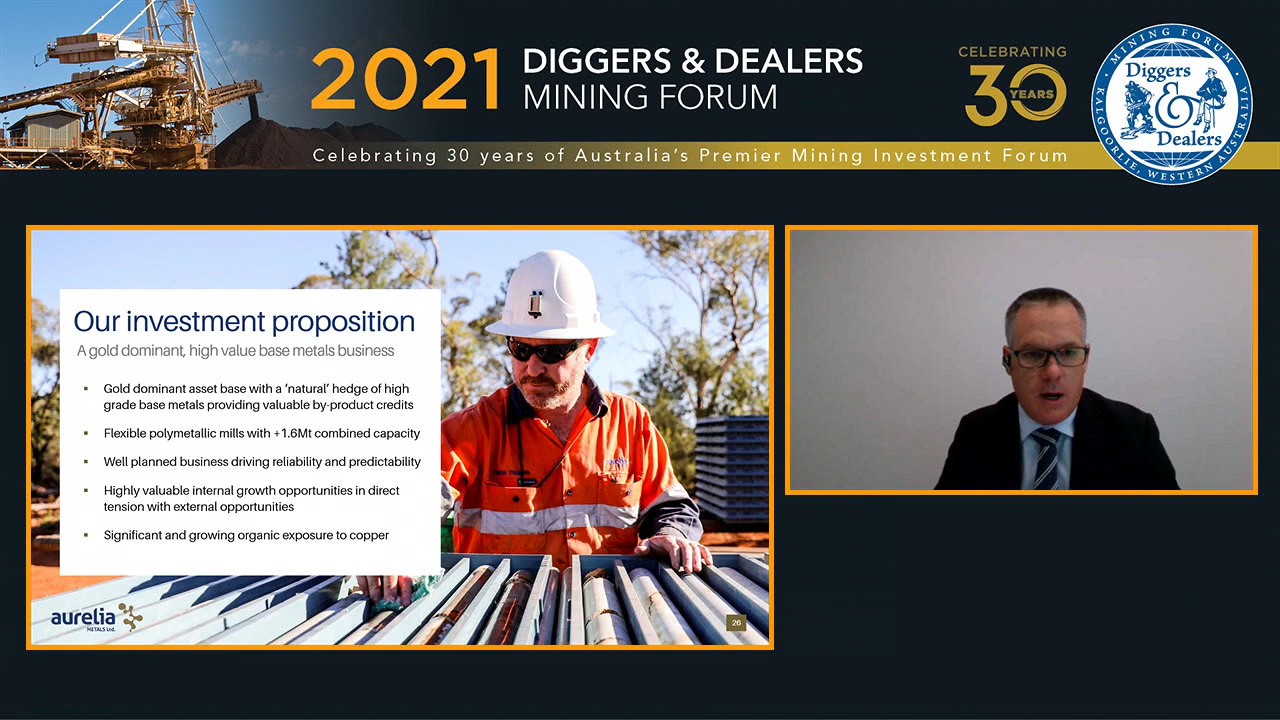 2021
DIGGERS & DEALERS
MINING FORUM
CELEBRATING
30
YEARS
Celebrating 30 years of Australia's Premier Mining Investment Forum
MINING FORUM
Diggers
&
Dealers
KALGOORLIE, WESTERN AUSTRALIA
Our investment proposition
A gold dominant, high value base metals business
▪ Gold dominant asset base with a ‘natural’ hedge of high
grade base metals providing valuable by-product credits
▪ Flexible polymetallic mills with +1.6Mt combined capacity
▪ Well planned business driving reliability and predictability
▪ Highly valuable internal growth opportunities in direct
tension with external opportunities
▪ Significant and growing organic exposure to copper
aurelia
METALS Ltd.
26